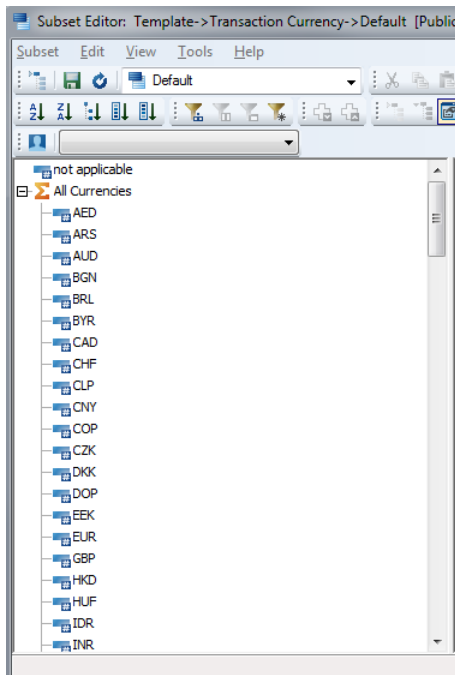 Subset Editor: Template->Transaction Currency->Default [Public
Subset Edit View Tools Help
Default
not applicable
All Currencies
AED
ARS
AUD
BGN
BRL
BYR
CAD
CHF
CLP
CNY
COP
CZK
DKK
DOP
EEK
EUR
GBP
HKD
HUF
IDR
INR